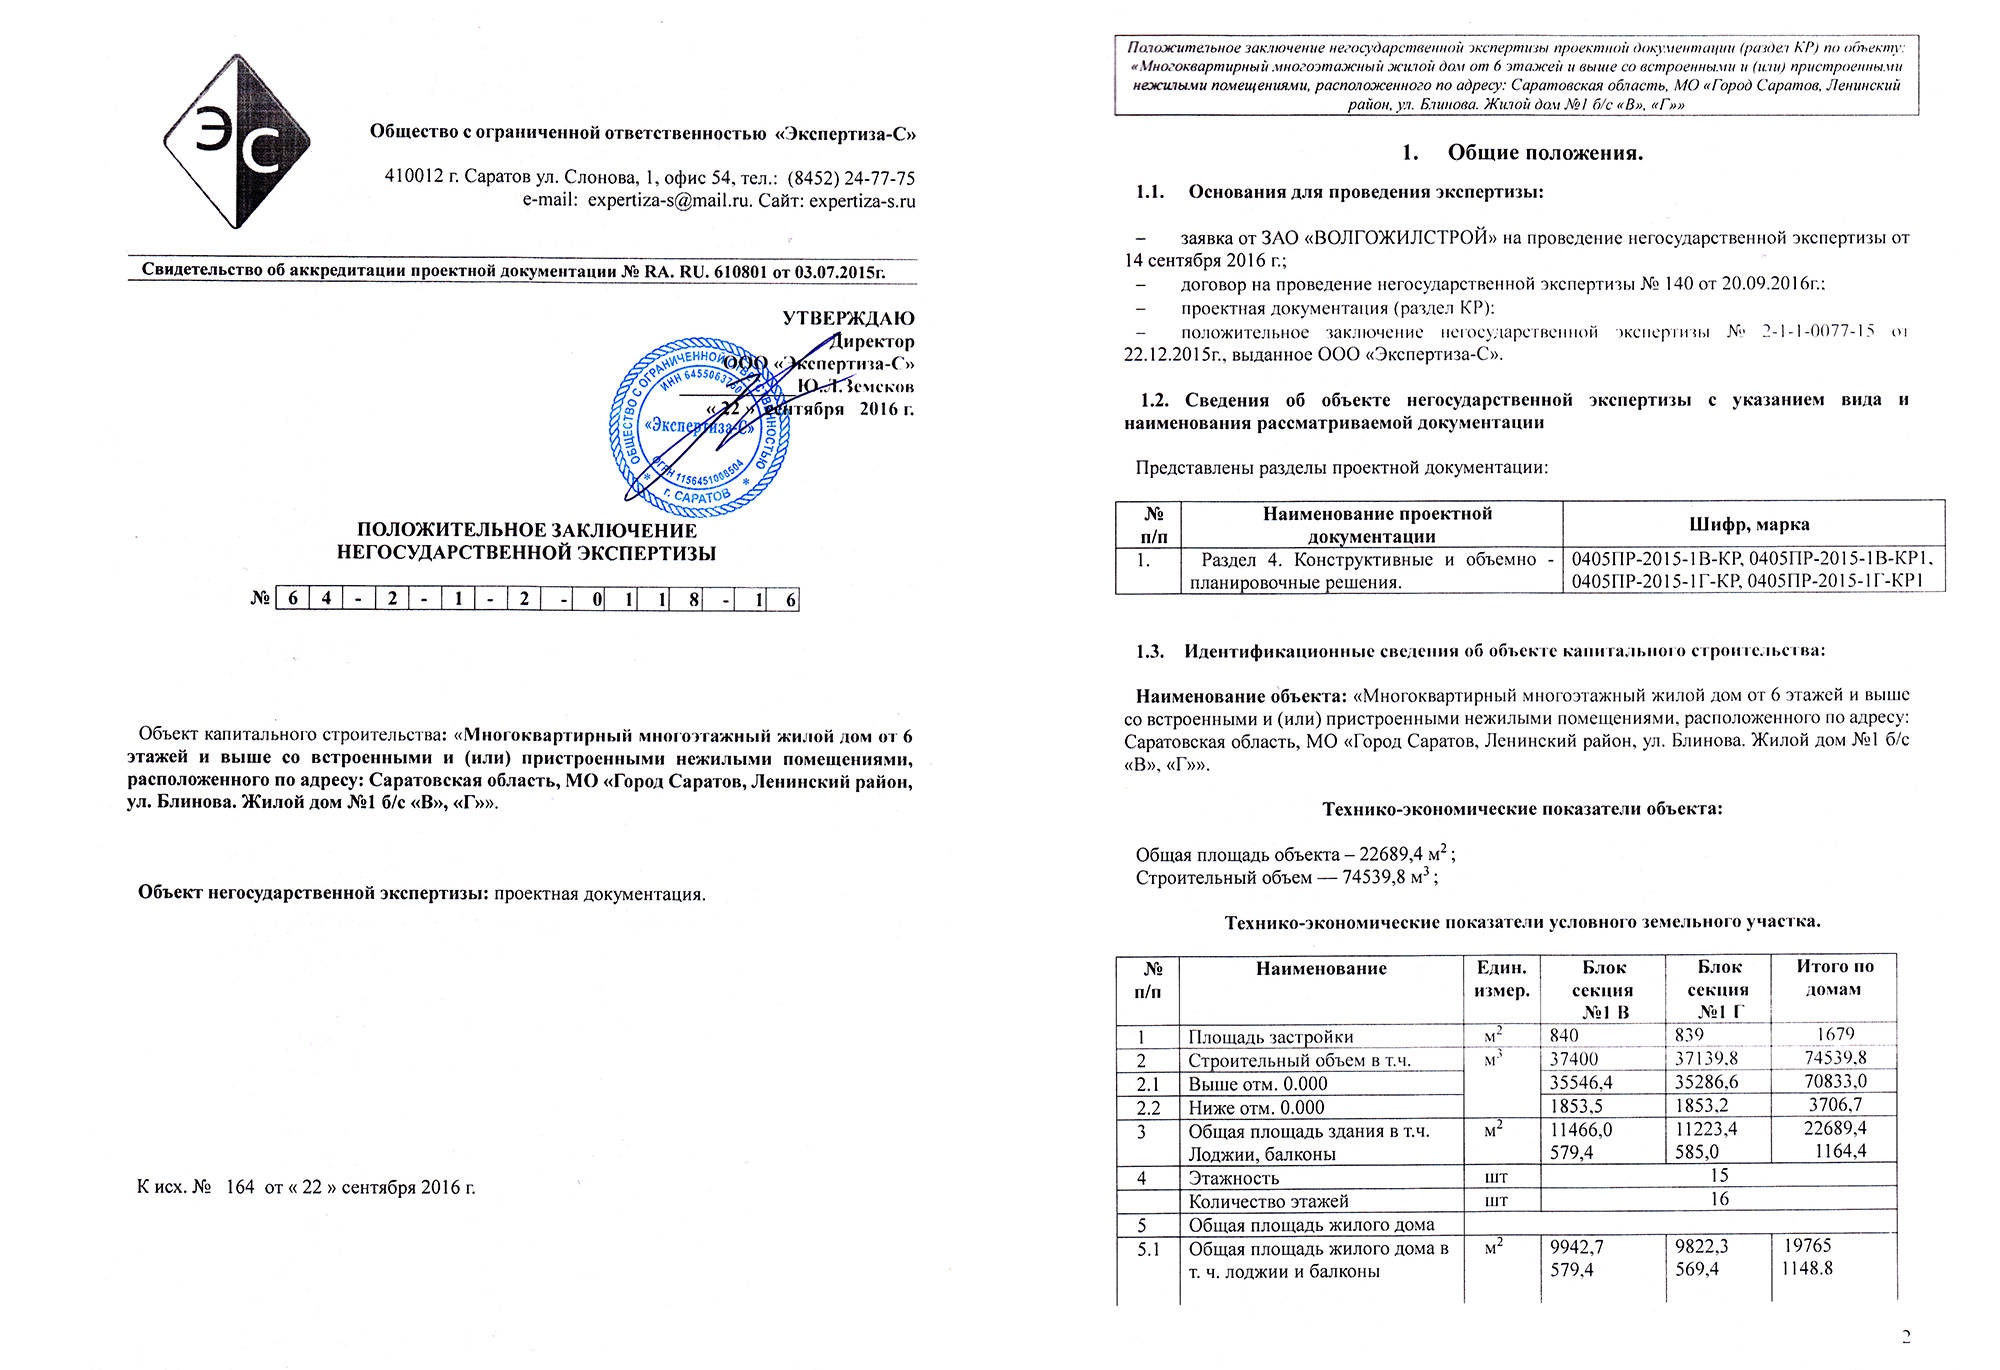 ЭС
Общество с ограниченной ответственностью «Экспертиза-С»
410012 г. Саратов ул. Слонова, 1, офис 54, тел.: (8452) 24-77-75
e-mail: expertiza-s@mail.ru. Сайт: expertiza-s.ru
Свидетельство об аккредитации проектной документации № RA. RU. 610801 от 03.07.2015г.
УТВЕРЖДАЮ
Директор
ООО «Экспертиза-С»
Ю.Л.Земсков
« 22 » сентября 2016 г.
ОБЩЕСТВО С ОГРАНИЧЕННОЙ ОТВЕТСТВЕННОСТЬЮ
«Экспертиза-С»
ОГРН 1156451008504
г. САРАТОВ
ПОЛОЖИТЕЛЬНОЕ ЗАКЛЮЧЕНИЕ
НЕГОСУДАРСТВЕННОЙ ЭКСПЕРТИЗЫ
№ 6 4 - 2 - 1 - 2 - 0 1 1 8 - 1 6
Объект капитального строительства: «Многоквартирный многоэтажный жилой дом от 6
этажей и выше со встроенными и (или) пристроенными нежилыми помещениями,
расположенного по адресу: Саратовская область, МО «Город Саратов, Ленинский район,
ул. Блинова. Жилой дом №1 б/с «В», «Г»».
Объект негосударственной экспертизы: проектная документация.
К исх. № 164 от « 22 » сентября 2016 г.
Положительное заключение негосударственной экспертизы проектной документации (раздел КР) по объекту:
«Многоквартирный многоэтажный жилой дом от 6 этажей и выше со встроенными и (или) пристроенными
нежилыми помещениями, расположенного по адресу: Саратовская область, МО «Город Саратов, Ленинский
район, ул. Блинова. Жилой дом №1 б/с «В», «Г»»
1. Общие положения.
1.1. Основания для проведения экспертизы:
– заявка от ЗАО «ВОЛГОЖИЛСТРОЙ» на проведение негосударственной экспертизы от
14 сентября 2016 г.;
– договор на проведение негосударственной экспертизы № 140 от 20.09.2016г.;
– проектная документация (раздел КР):
– положительное заключение негосударственной экспертизы № 2-1-1-0077-15 от
22.12.2015г., выданное ООО «Экспертиза-С».
1.2. Сведения об объекте негосударственной экспертизы с указанием вида и
наименования рассматриваемой документации
Представлены разделы проектной документации:
№ п/п Наименование проектной документации Шифр, марка
1. Раздел 4. Конструктивные и объемно - 0405ПР-2015-1В-КР, 0405ПР-2015-1В-КР1,
планировочные решения. 0405ПР-2015-1Г-КР, 0405ПР-2015-1Г-КР1
1.3. Идентификационные сведения об объекте капитального строительства:
Наименование объекта: «Многоквартирный многоэтажный жилой дом от 6 этажей и выше
со встроенными и (или) пристроенными нежилыми помещениями, расположенного по адресу:
Саратовская область, МО «Город Саратов, Ленинский район, ул. Блинова. Жилой дом №1 б/с
«В», «Г»».
Технико-экономические показатели объекта:
Общая площадь объекта – 22689,4 м2 ;
Строительный объем — 74539,8 м3 ;
Технико-экономические показатели условного земельного участка.
№ Наименование Един. Блок Блок Итого по
п/п измер. секция секция домам
№1 В №1 Г
1 Площадь застройки м2 840 839 1679
2 Строительный объем в т.ч. м3 37400 37139,8 74539,8
2.1 Выше отм. 0.000 35546,4 35286,6 70833,0
2.2 Ниже отм. 0.000 1853,5 1853,2 3706,7
3 Общая площадь здания в т.ч. м2 11466,0 11223,4 22689,4
Лоджии, балконы 579,4 585,0 1164,4
4 Этажность шт 15
Количество этажей шт 16
5 Общая площадь жилого дома
5.1 Общая площадь жилого дома в м2 9942,7 9822,3 19765
т. ч. лоджии и балконы 579,4 569,4 1148.8
2